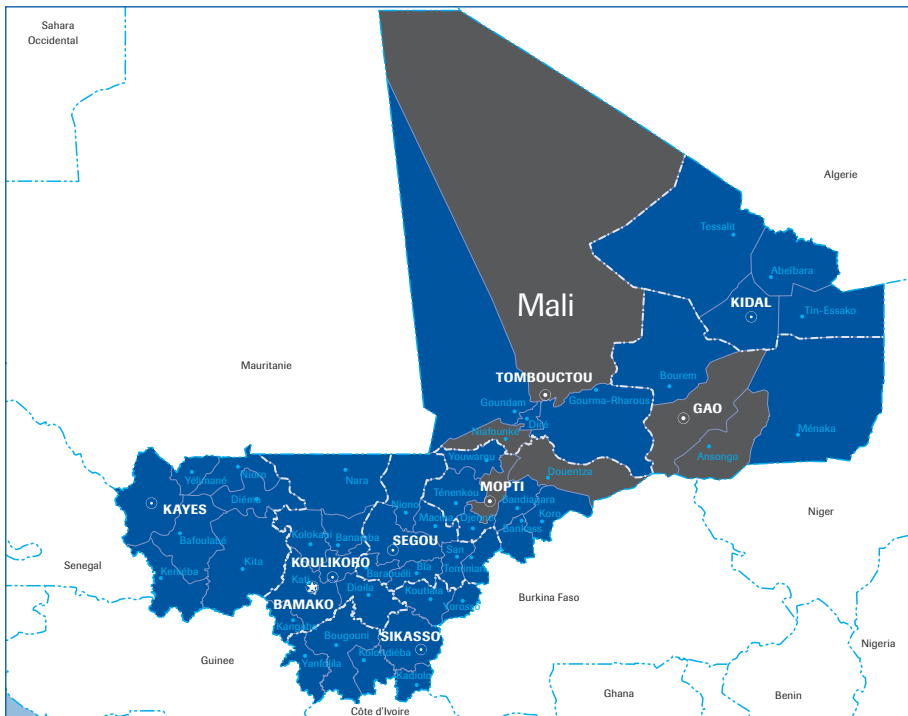 Sahara
Occidental
Algerie
Tessalit
Abeïbara
Mali
KIDAL
Tin-Essako
Mauritanie
TOMBOUCTOU
Bourem
Gourma-Rharous
Goundam
GAO
Diré
Niafounké
Ménaka
Ansongo
Youwarou
Douentza
Nioro
Yélimané
Nara
MOPTI
Ténenkou
Diéma
Bandiagara
KAYES
Niono
Koro
Niger
Macina
Djenné
Bankass
Kolokani
Banamba
Bafoulabé
SEGOU
San
Kita
KOULIKORO
Tominian
Senegal
Baraouéli
Bla
Keniéba
Kati
Dioila
Koutiala
Burkina Faso
BAMAKO
Yorosso
Kangaba
SIKASSO
Bougouni
Nigeria
Guinee
Yanfolila
Kolondiéba
Kadiolo
Ghana
Benin
Côte d'Ivoire